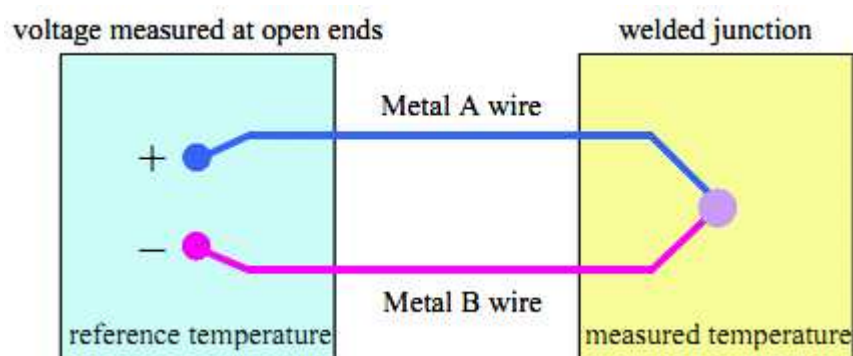 voltage measured at open ends
welded junction
Metal A wire
+
−
Metal B wire
reference temperature
measured temperature